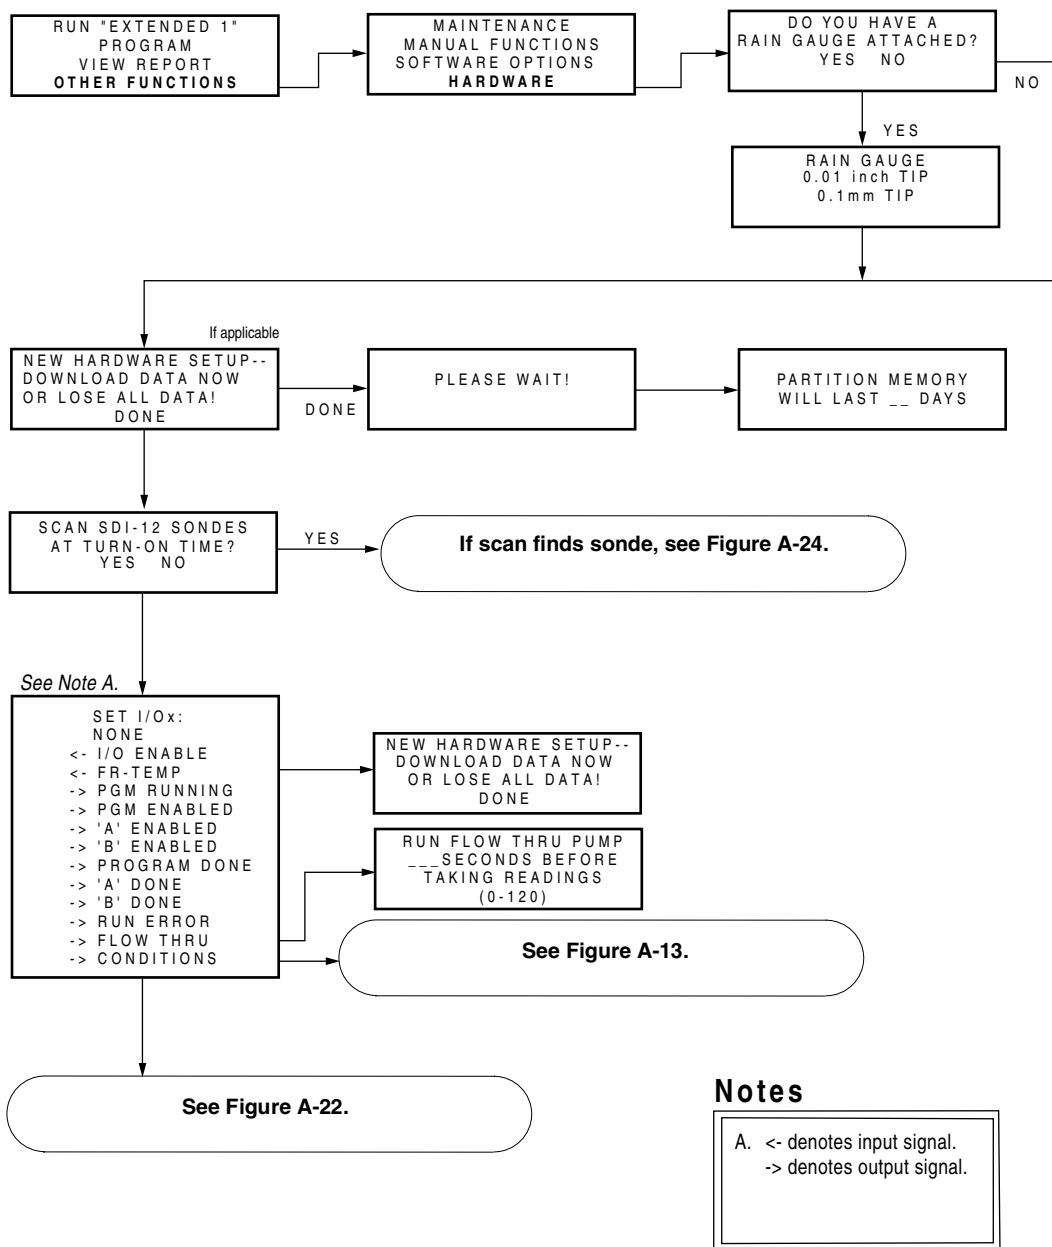 RUN "EXTENDED 1"
PROGRAM
VIEW REPORT
OTHER FUNCTIONS
MAINTENANCE
MANUAL FUNCTIONS
SOFTWARE OPTIONS
HARDWARE
DO YOU HAVE A
RAIN GAUGE ATTACHED?
YES NO
NO
YES
RAIN GAUGE
0.01 inch TIP
0.1mm TIP
If applicable
NEW HARDWARE SETUP--
DOWNLOAD DATA NOW
OR LOSE ALL DATA!
DONE
DONE
PLEASE WAIT!
PARTITION MEMORY
WILL LAST __ DAYS
SCAN SDI-12 SONDES
AT TURN-ON TIME?
YES NO
YES
If scan finds sonde, see Figure A-24.
See Note A.
SET I/Ox:
NONE
<- I/O ENABLE
<- FR-TEMP
-> PGM RUNNING
-> PGM ENABLED
-> 'A' ENABLED
-> 'B' ENABLED
-> PROGRAM DONE
-> 'A' DONE
-> 'B' DONE
-> RUN ERROR
-> FLOW THRU
-> CONDITIONS
NEW HARDWARE SETUP--
DOWNLOAD DATA NOW
OR LOSE ALL DATA!
DONE
RUN FLOW THRU PUMP
___SECONDS BEFORE
TAKING READINGS
(0-120)
See Figure A-13.
See Figure A-22.
Notes
A. <- denotes input signal.
-> denotes output signal.